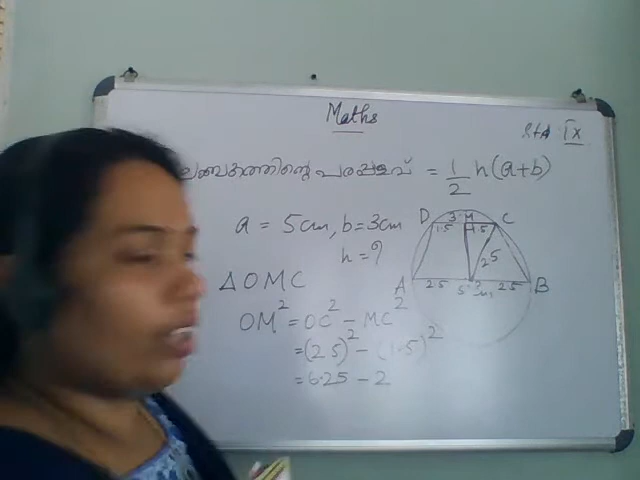 Maths
Std IX
ലംബകത്തിന്റെ പരപ്പളവ് = 1/2 h(a+b)
a = 5cm, b = 3cm
h = ?
△OMC
OM² = OC² - MC²
= (2.5)² - (1.5)²
= 6.25 - 2
D 3 M C
1.5 1.5
2.5
A 2.5 5 2.5 B